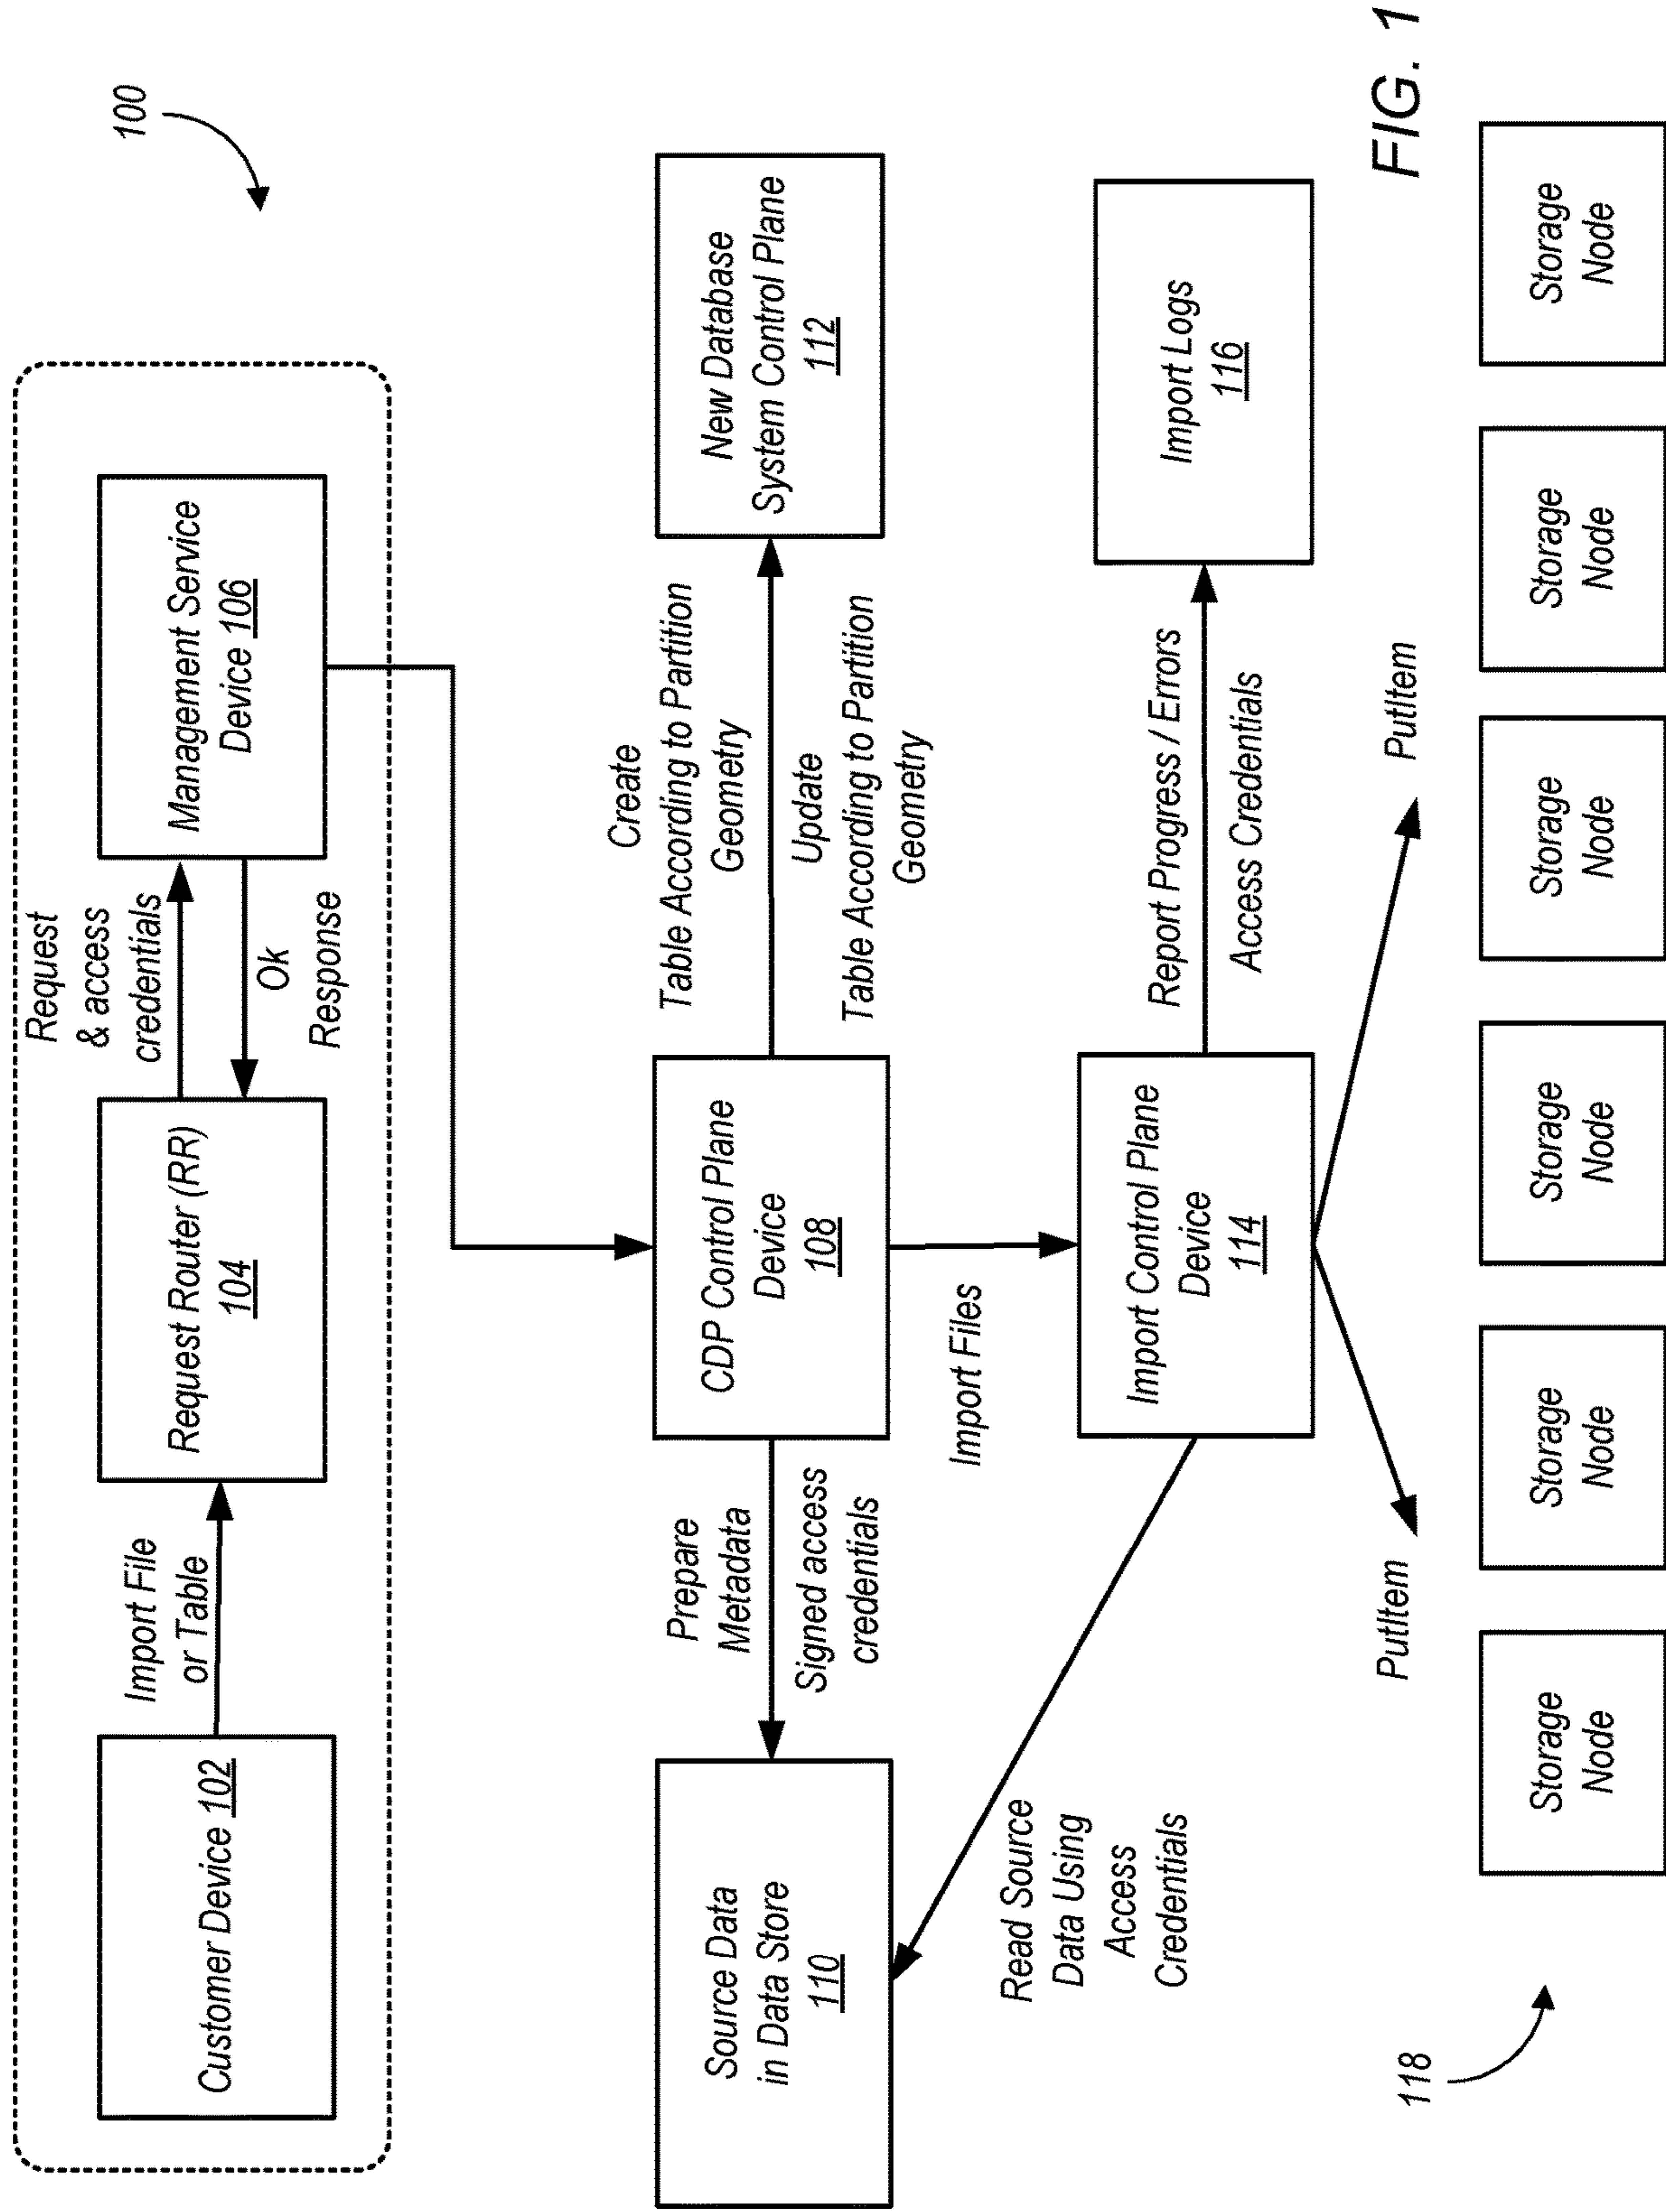 100
Customer Device 102
Import File
or Table
Request Router (RR)
104
Request
& access
credentials
Ok
Response
Management Service
Device 106
Source Data
in Data Store
110
Prepare
Metadata
Signed access
credentials
CDP Control Plane
Device
108
Create
Table According to Partition
Geometry
Update
Table According to Partition
Geometry
New Database
System Control Plane
112
Read Source
Data Using
Access
Credentials
Import Files
Import Control Plane
Device
114
Report Progress / Errors
Access Credentials
Import Logs
116
PutItem
PutItem
118
Storage
Node
Storage
Node
Storage
Node
Storage
Node
Storage
Node
Storage
Node
FIG. 1